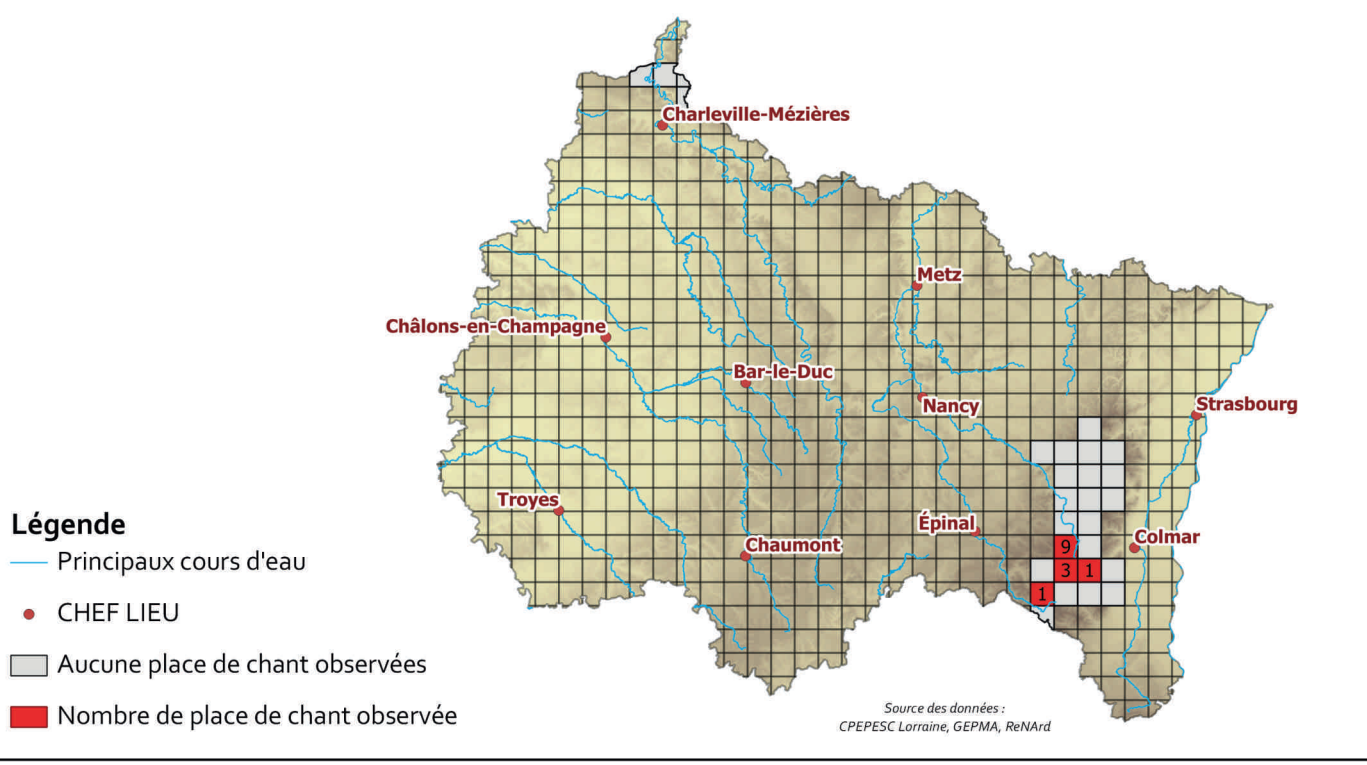 Charleville-Mézières
Metz
Châlons-en-Champagne
Bar-le-Duc
Nancy
Strasbourg
Troyes
Épinal
Chaumont
Colmar
9
3 1
1
Légende
Principaux cours d'eau
CHEF LIEU
Aucune place de chant observées
Nombre de place de chant observée
Source des données :
CPEPESC Lorraine, GEPMA, ReNArd